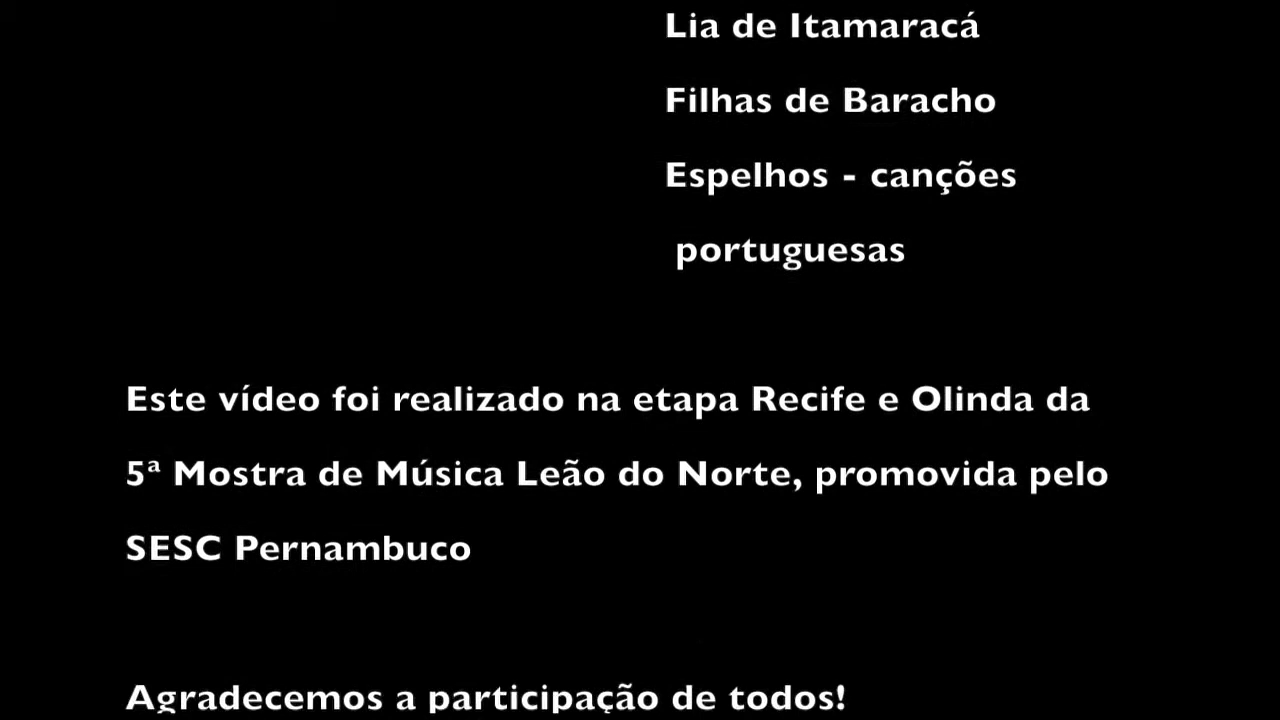 Lia de Itamaracá
Filhas de Baracho
Espelhos - canções
portuguesas
Este vídeo foi realizado na etapa Recife e Olinda da
5ª Mostra de Música Leão do Norte, promovida pelo
SESC Pernambuco
Agradecemos a participação de todos!